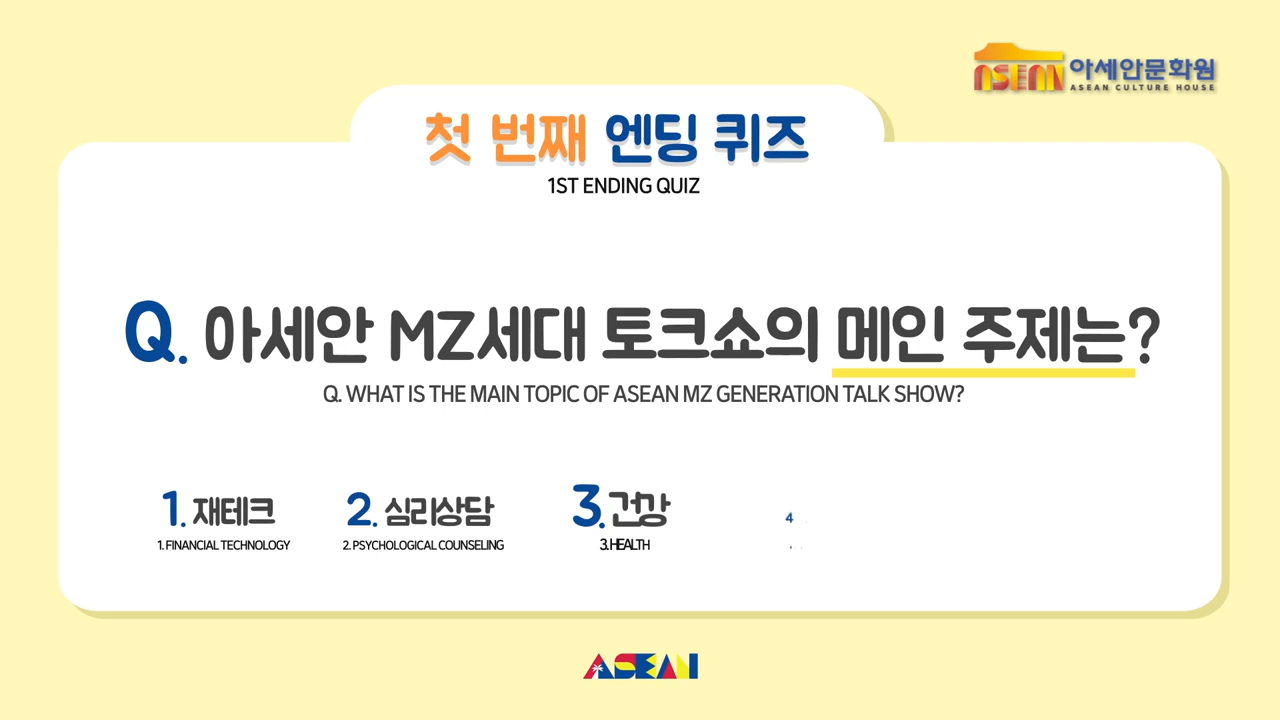 ASEAN 아세안문화원
ASEAN CULTURE HOUSE
첫 번째 엔딩 퀴즈
1ST ENDING QUIZ
Q. 아세안 MZ세대 토크쇼의 메인 주제는?
Q. WHAT IS THE MAIN TOPIC OF ASEAN MZ GENERATION TALK SHOW?
1. 재테크 2. 심리상담 3. 건강 4
1. FINANCIAL TECHNOLOGY 2. PSYCHOLOGICAL COUNSELING 3. HEALTH
ASEAN